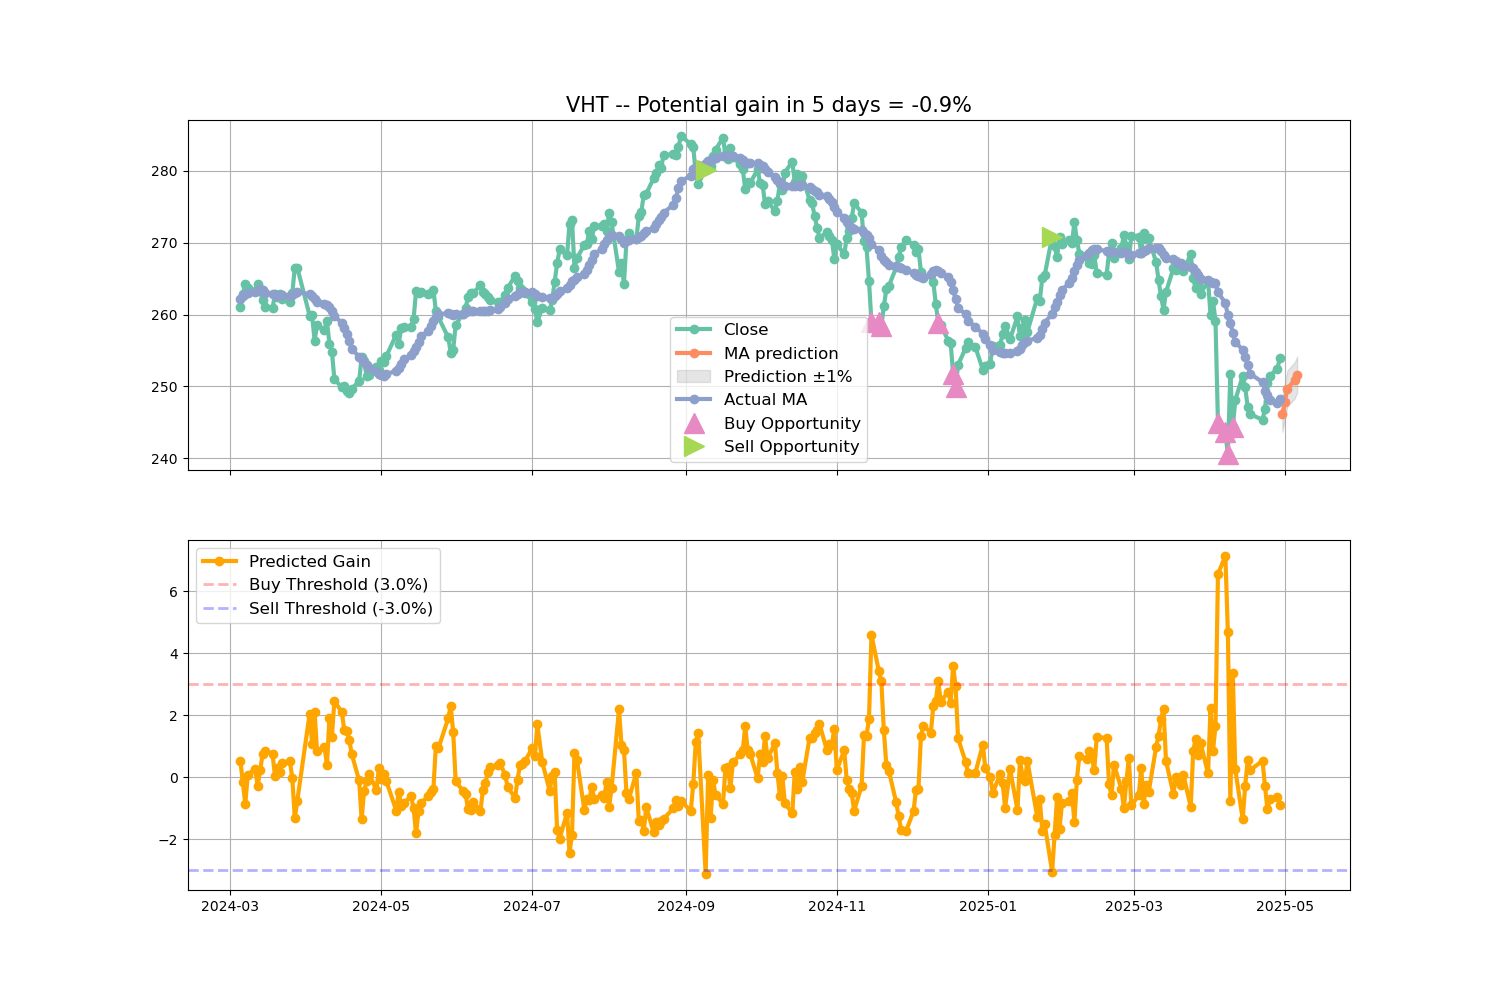 VHT -- Potential gain in 5 days = -0.9%
280
270
260
250
240
Close
MA prediction
Prediction ±1%
Actual MA
Buy Opportunity
Sell Opportunity
Predicted Gain
Buy Threshold (3.0%)
Sell Threshold (-3.0%)
6
4
2
0
−2
2024-03
2024-05
2024-07
2024-09
2024-11
2025-01
2025-03
2025-05